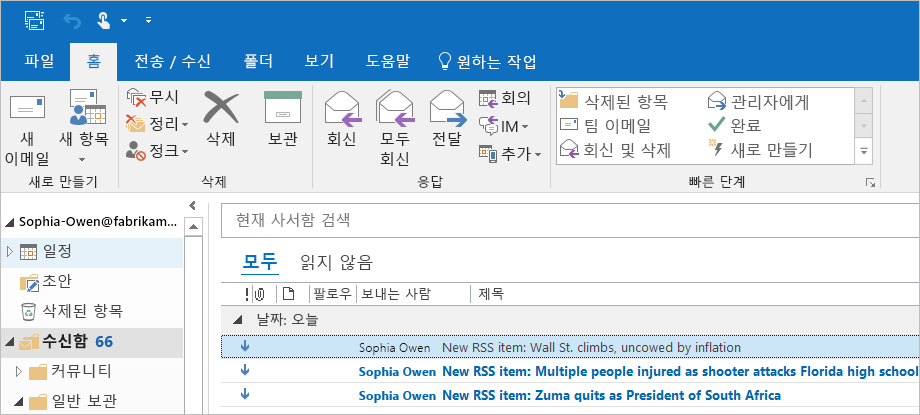 파일 홈 전송 / 수신 폴더 보기 도움말 원하는 작업
새 이메일
새 항목
새로 만들기
무시
정리
정크
삭제
보관
삭제
회신
모두 회신
전달
회의
IM
추가
응답
삭제된 항목
팀 이메일
회신 및 삭제
관리자에게
완료
새로 만들기
빠른 단계
Sophia-Owen@fabrikam...
일정
초안
삭제된 항목
수신함 66
커뮤니티
일반 보관
현재 사서함 검색
모두 읽지 않음
! 팔로우 보내는 사람 제목
날짜: 오늘
Sophia Owen New RSS item: Wall St. climbs, uncowed by inflation
Sophia Owen New RSS item: Multiple people injured as shooter attacks Florida high school
Sophia Owen New RSS item: Zuma quits as President of South Africa